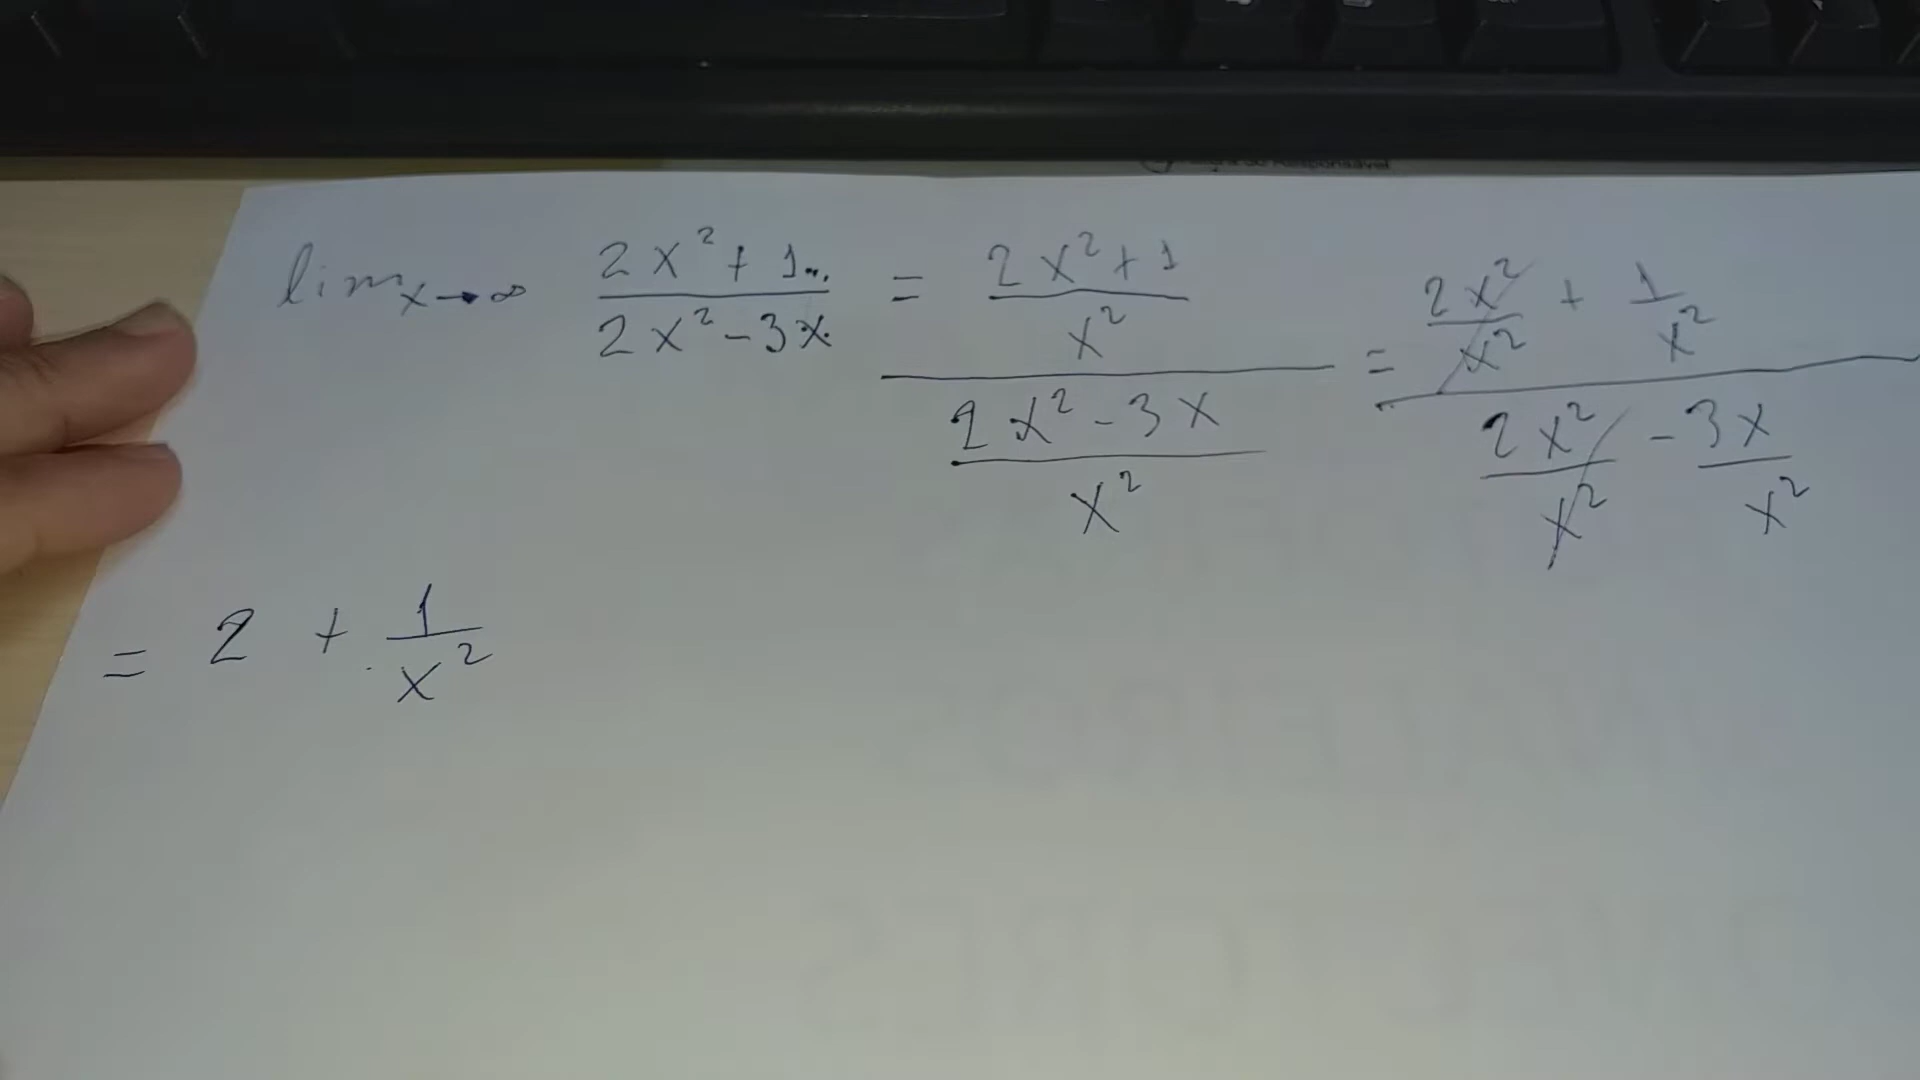 lim x→∞ (2x² + 1)/(2x² - 3x) = ((2x² + 1)/x²)/((2x² - 3x)/x²) = (2x²/x² + 1/x²)/(2x²/x² - 3x/x²)
= 2 + 1/x²